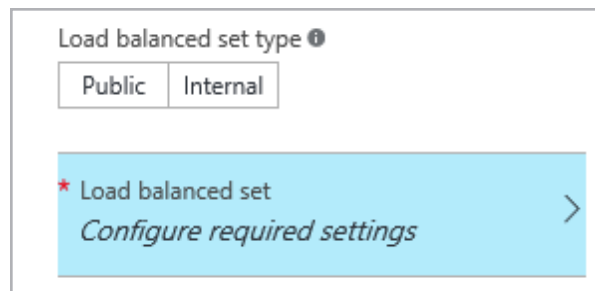 Load balanced set type
Public Internal
* Load balanced set
Configure required settings